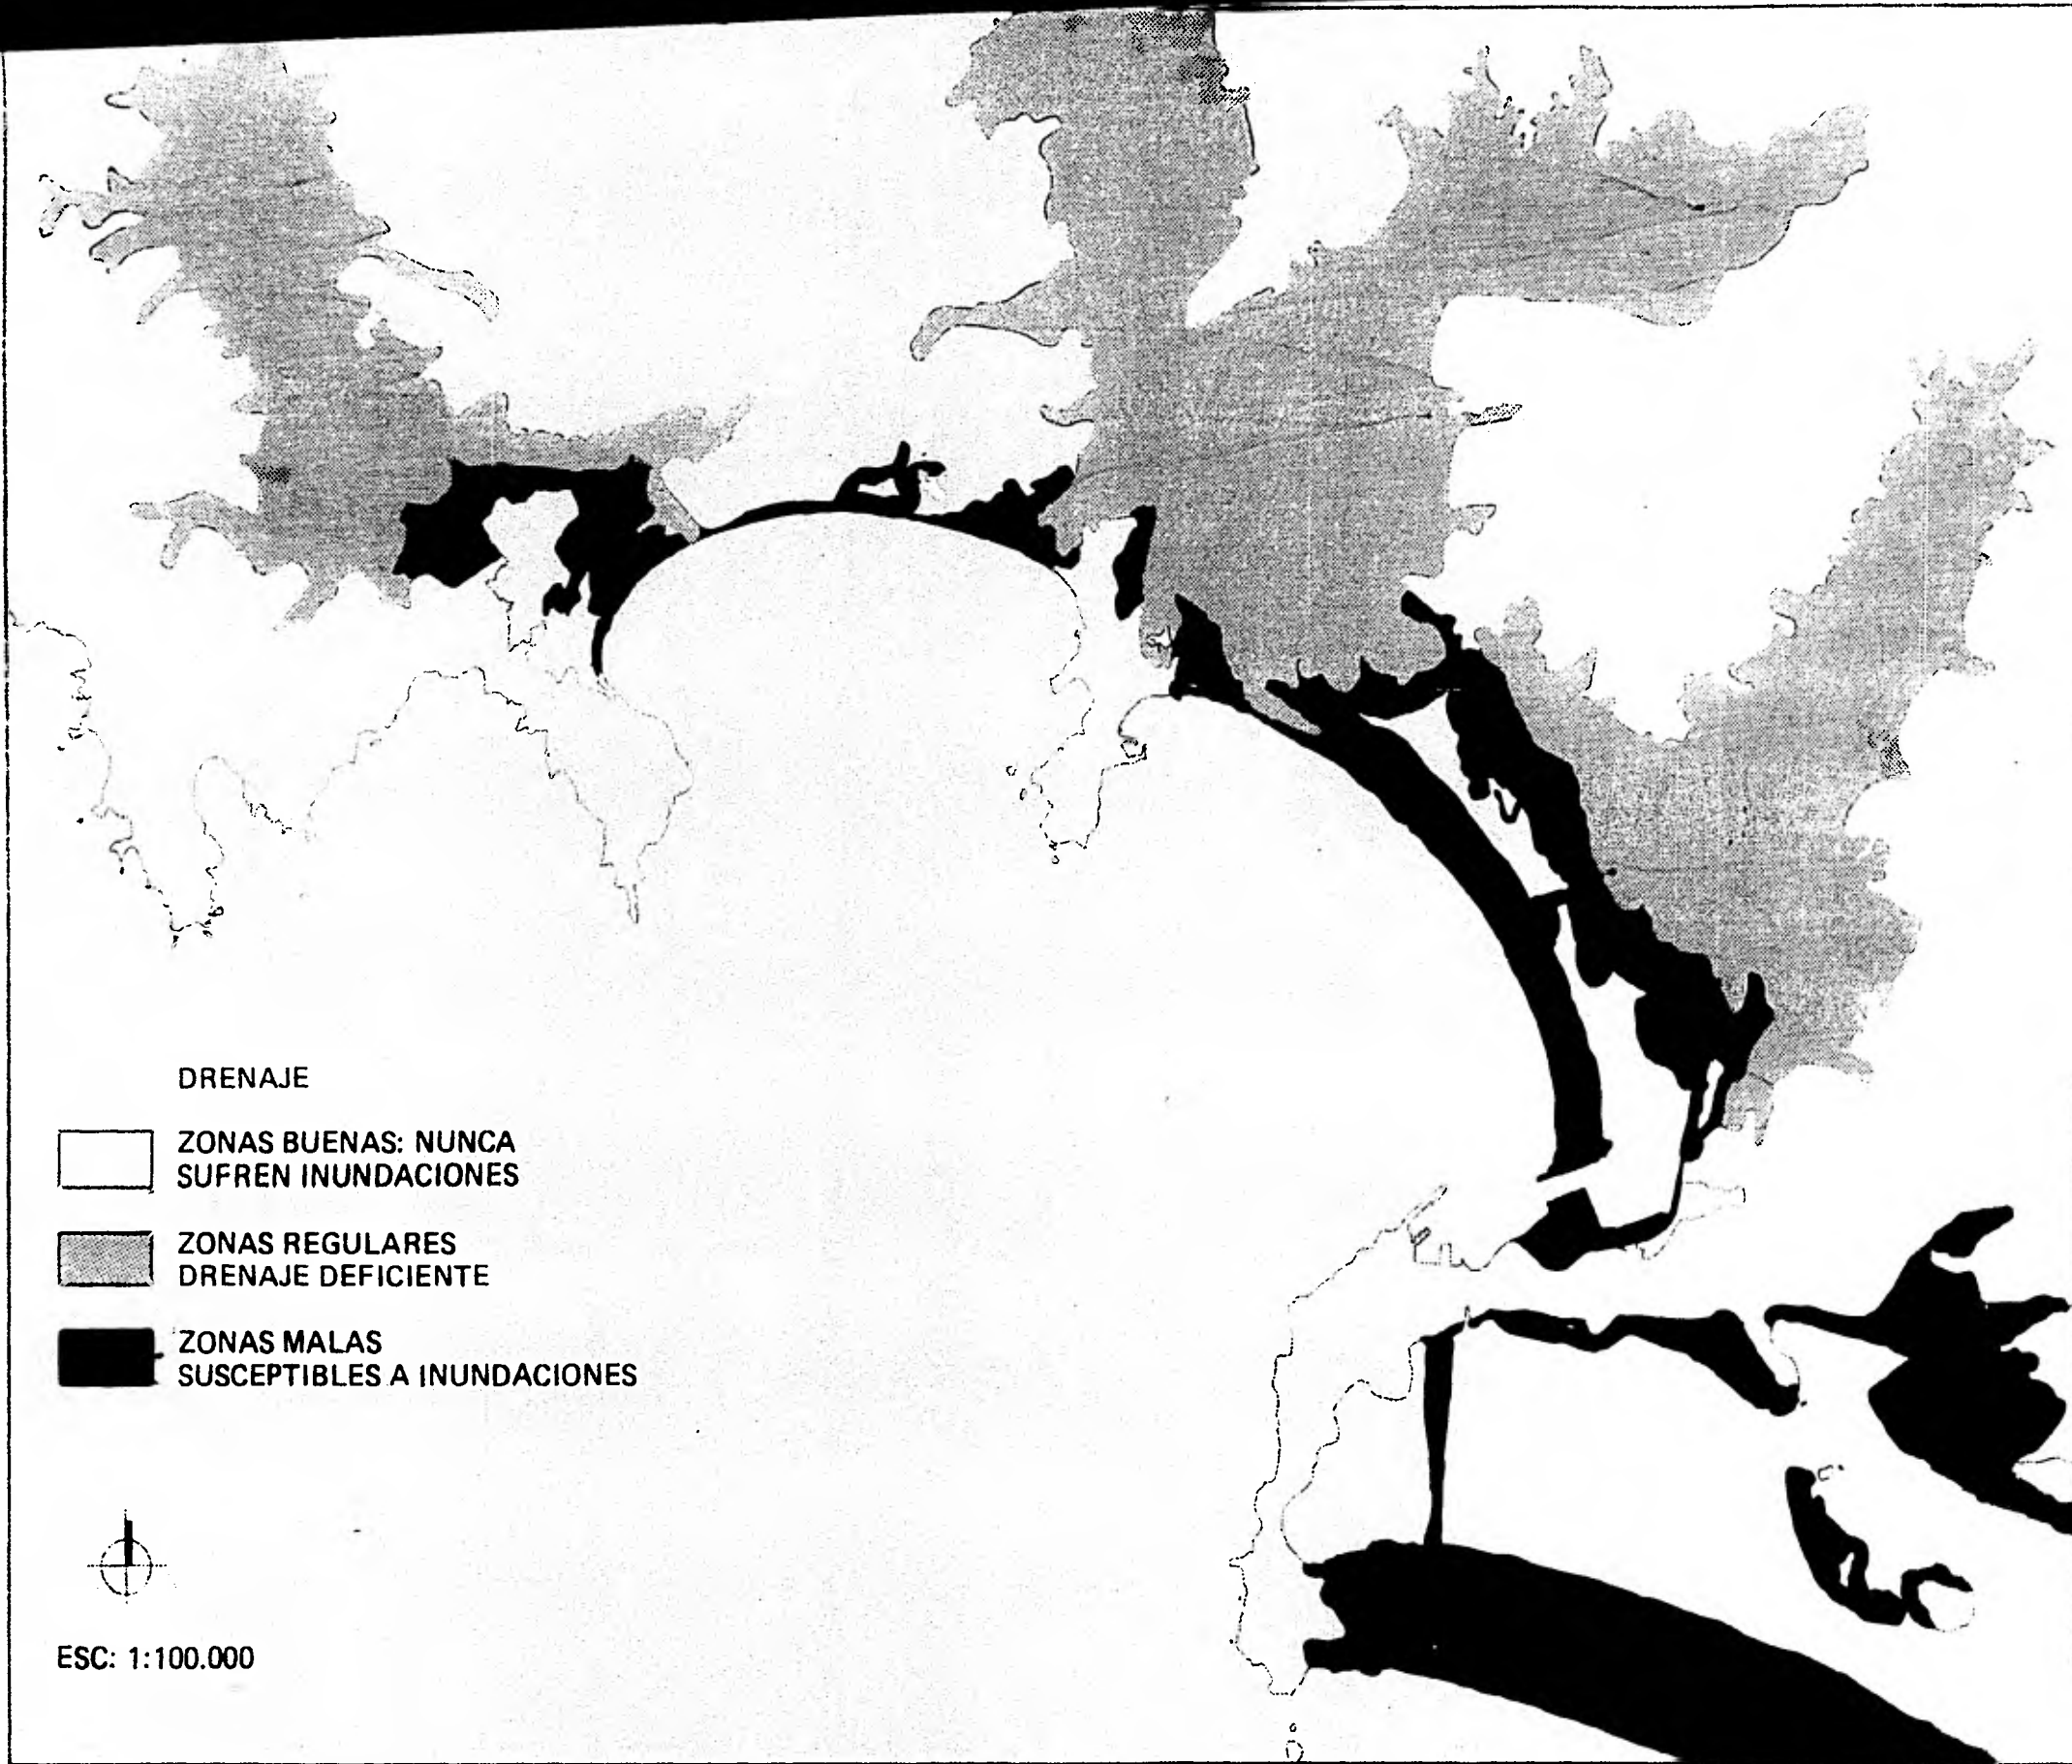 DRENAJE
ZONAS BUENAS: NUNCA
SUFREN INUNDACIONES
ZONAS REGULARES
DRENAJE DEFICIENTE
ZONAS MALAS
SUSCEPTIBLES A INUNDACIONES
ESC: 1:100.000